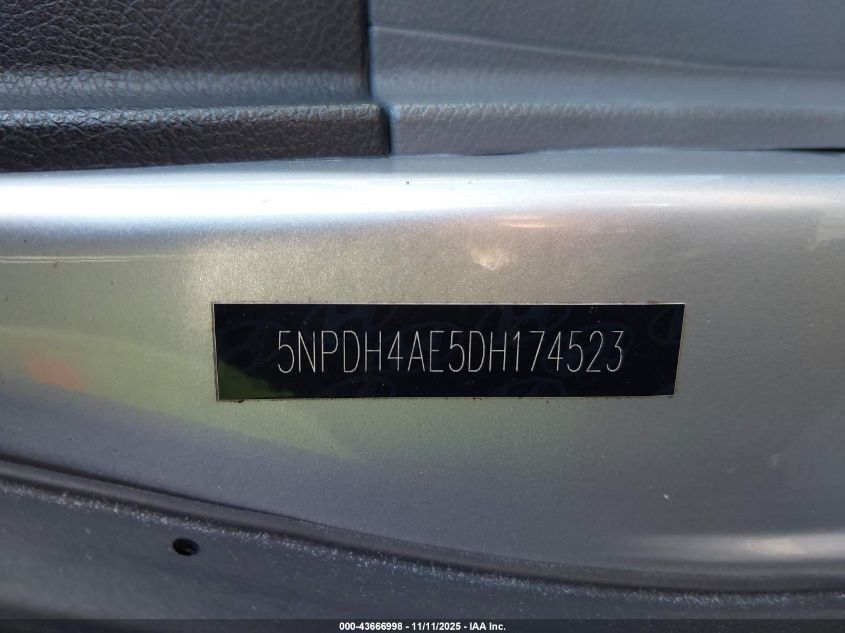 5NPDH4AE5DH174523
000-43666998 - 11/11/2025 - IAA Inc.